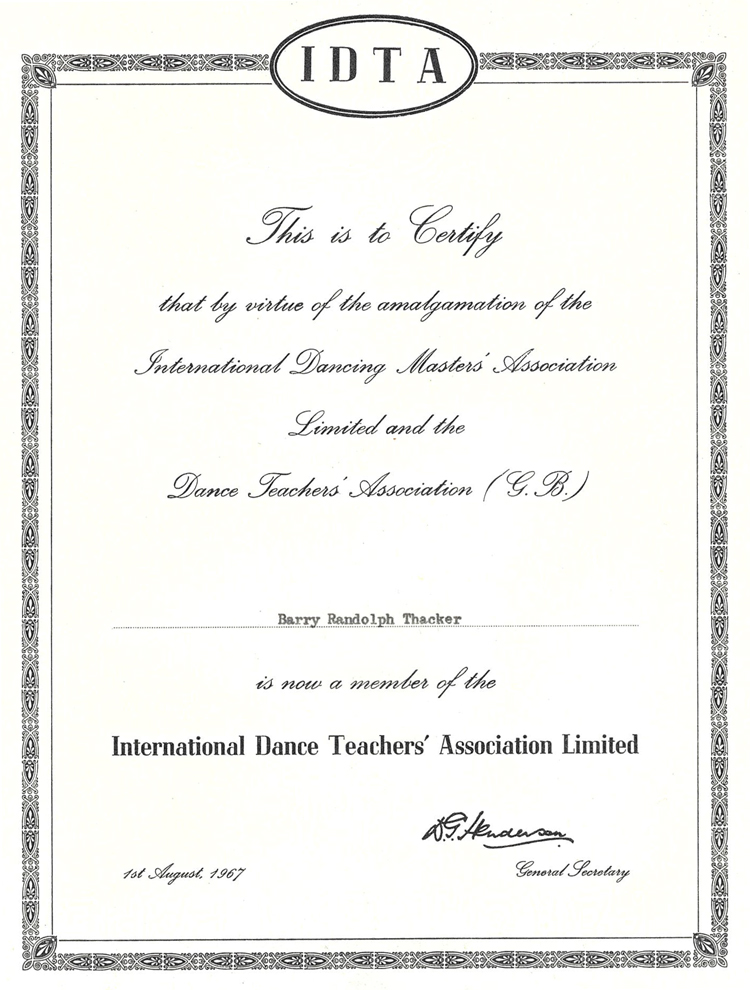 IDTA
This is to Certify
that by virtue of the amalgamation of the
International Dancing Masters' Association
Limited and the
Dance Teachers' Association (G. B.)
Barry Randolph Thacker
is now a member of the
International Dance Teachers' Association Limited
D.G. Henderson
1st August, 1967
General Secretary